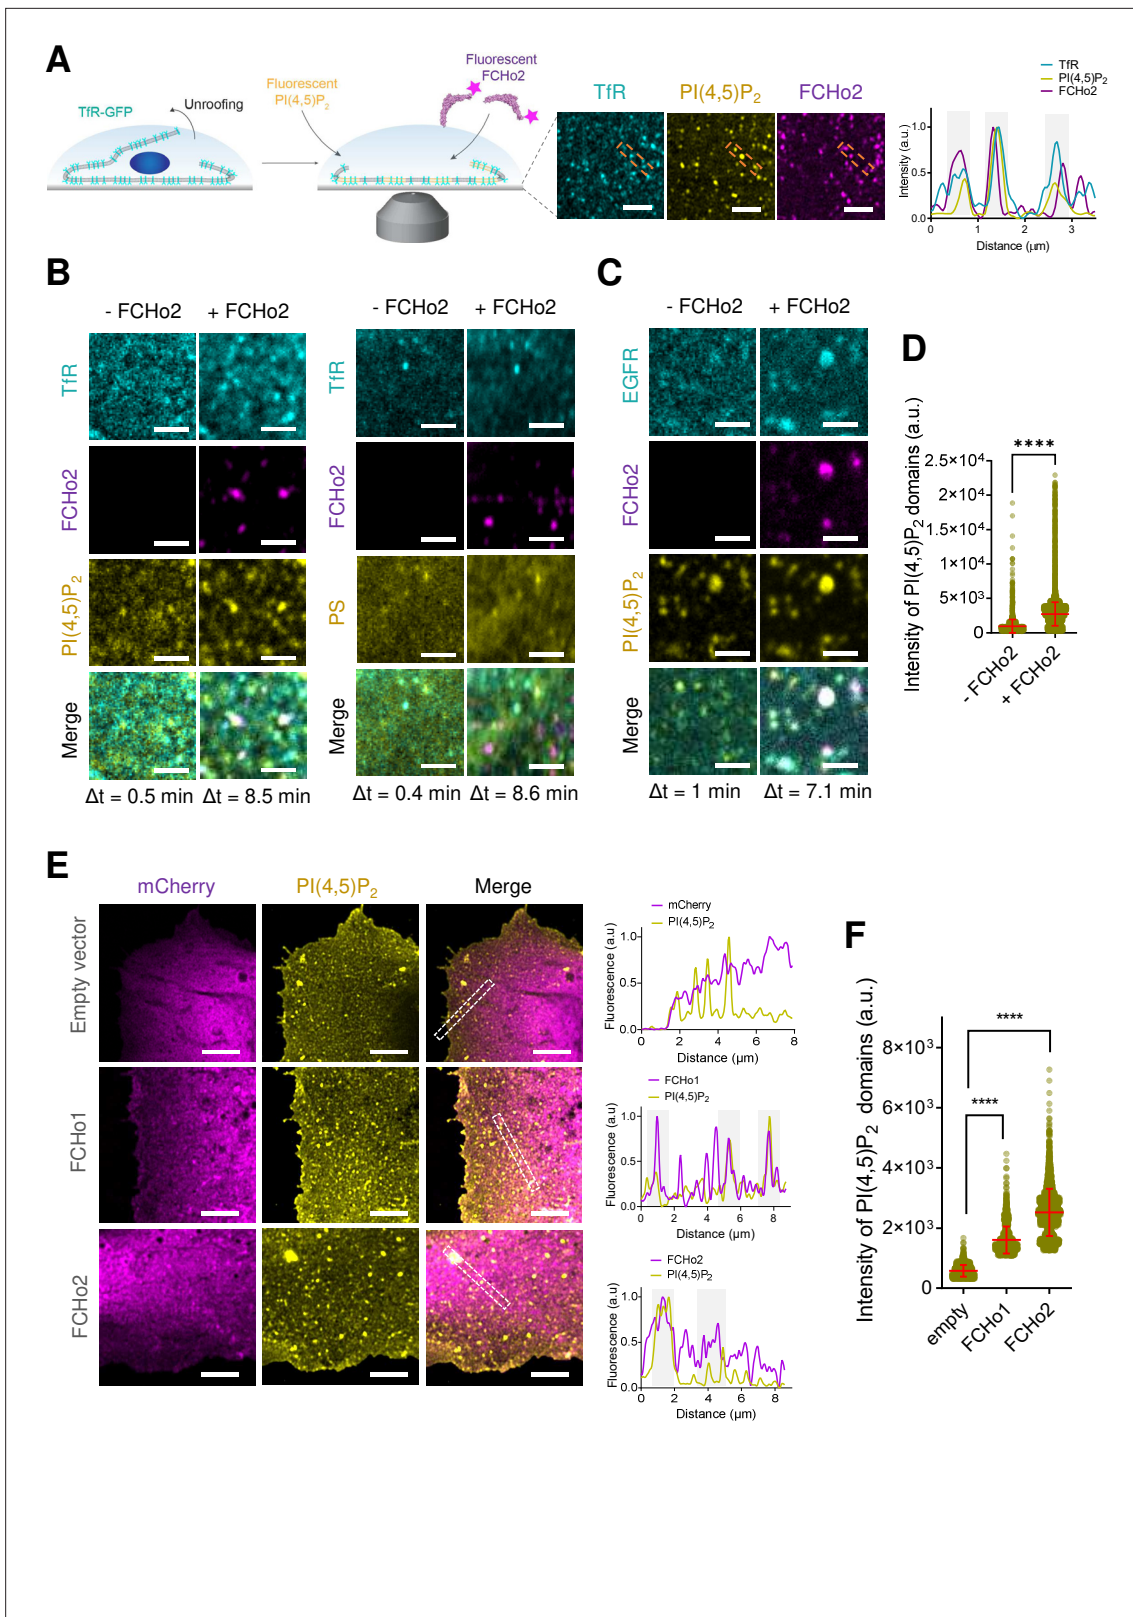 A
TfR-GFP
Unroofing
Fluorescent
PI(4,5)P2
Fluorescent
FCHo2
TfR
PI(4,5)P2
FCHo2
TfR
PI(4,5)P2
FCHo2
Intensity (a.u.)
1.0
0.5
0.0
0 1 2 3
Distance (μm)
B
- FCHo2 + FCHo2
TfR
FCHo2
PI(4,5)P2
Merge
Δt = 0.5 min Δt = 8.5 min
- FCHo2 + FCHo2
TfR
FCHo2
PS
Merge
Δt = 0.4 min Δt = 8.6 min
C
- FCHo2 + FCHo2
EGFR
FCHo2
PI(4,5)P2
Merge
Δt = 1 min Δt = 7.1 min
D
Intensity of PI(4,5)P2 domains (a.u.)
****
2.5×10⁴
2×10⁴
1.5×10⁴
1×10⁴
5×10³
0
- FCHo2
+ FCHo2
E
mCherry PI(4,5)P2 Merge
Empty vector
FCHo1
FCHo2
mCherry
PI(4,5)P2
Fluorescence (a.u)
1.0
0.5
0.0
0 2 4 6 8
Distance (μm)
FCHo1
PI(4,5)P2
Fluorescence (a.u)
1.0
0.5
0.0
0 2 4 6 8
Distance (μm)
FCHo2
PI(4,5)P2
Fluorescence (a.u)
1.0
0.5
0.0
0 2 4 6 8
Distance (μm)
F
Intensity of PI(4,5)P2 domains (a.u.)
****
****
8×10³
6×10³
4×10³
2×10³
0
empty
FCHo1
FCHo2